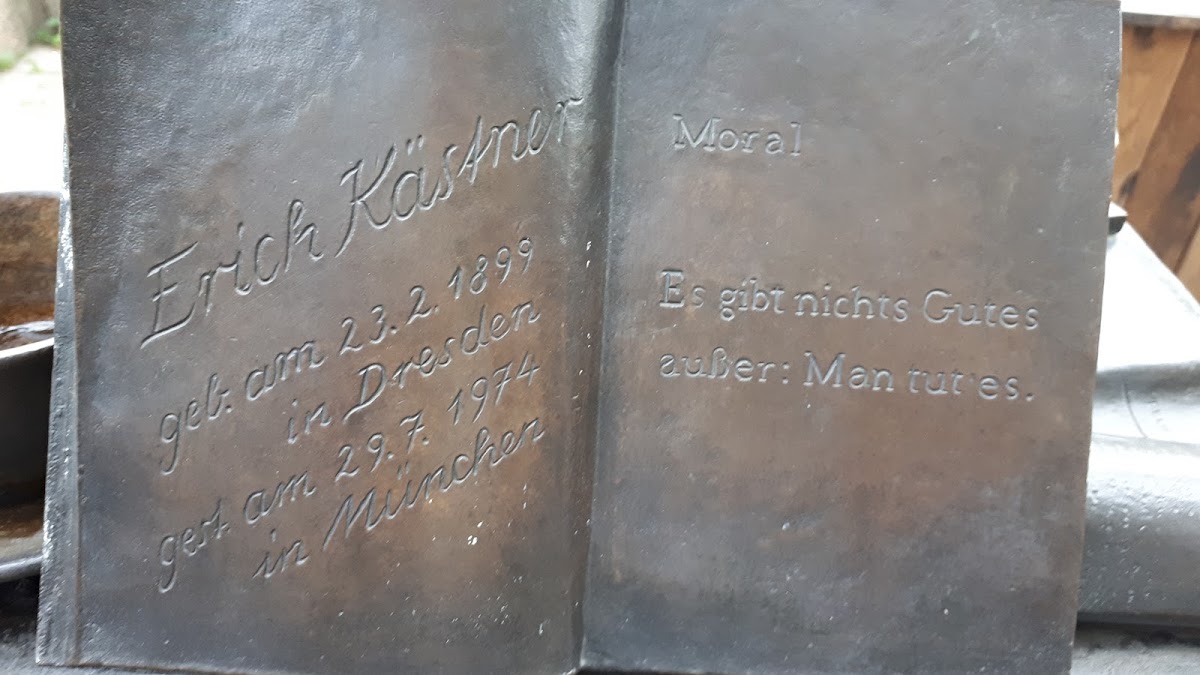 Erich Kästner
geb. am 23.2.1899
in Dresden
gest. am 29.7.1974
in München
Moral
Es gibt nichts Gutes
außer: Man tut es.